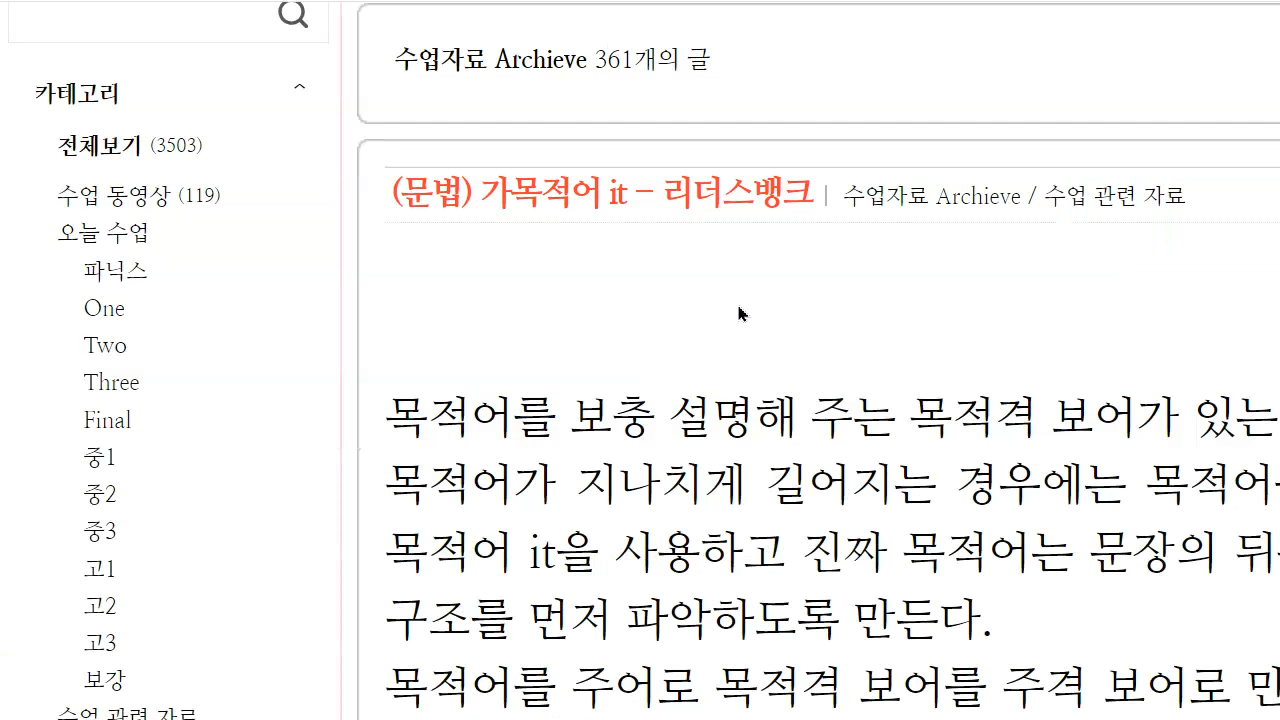 카테고리
전체보기 (3503)
수업 동영상 (119)
오늘 수업
파닉스
One
Two
Three
Final
중1
중2
중3
고1
고2
고3
보강
수업 관련 자료
수업자료 Archieve 361개의 글
(문법) 가목적어 it – 리더스뱅크 | 수업자료 Archieve / 수업 관련 자료
목적어를 보충 설명해 주는 목적격 보어가 있는
목적어가 지나치게 길어지는 경우에는 목적어
목적어 it을 사용하고 진짜 목적어는 문장의 뒤
구조를 먼저 파악하도록 만든다.
목적어를 주어로 목적격 보어를 주격 보어로 만